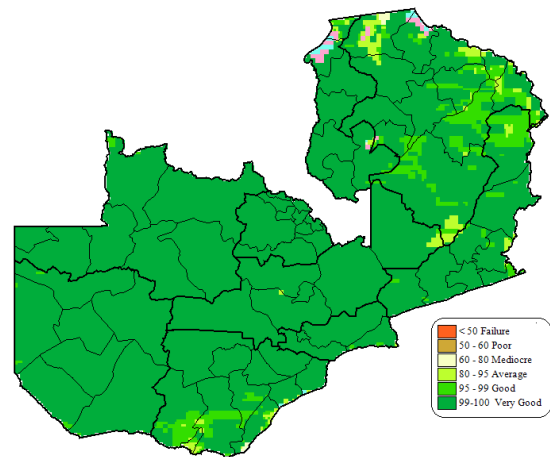 < 50 Failure
50 - 60 Poor
60 - 80 Mediocre
80 - 95 Average
95 - 99 Good
99-100 Very Good